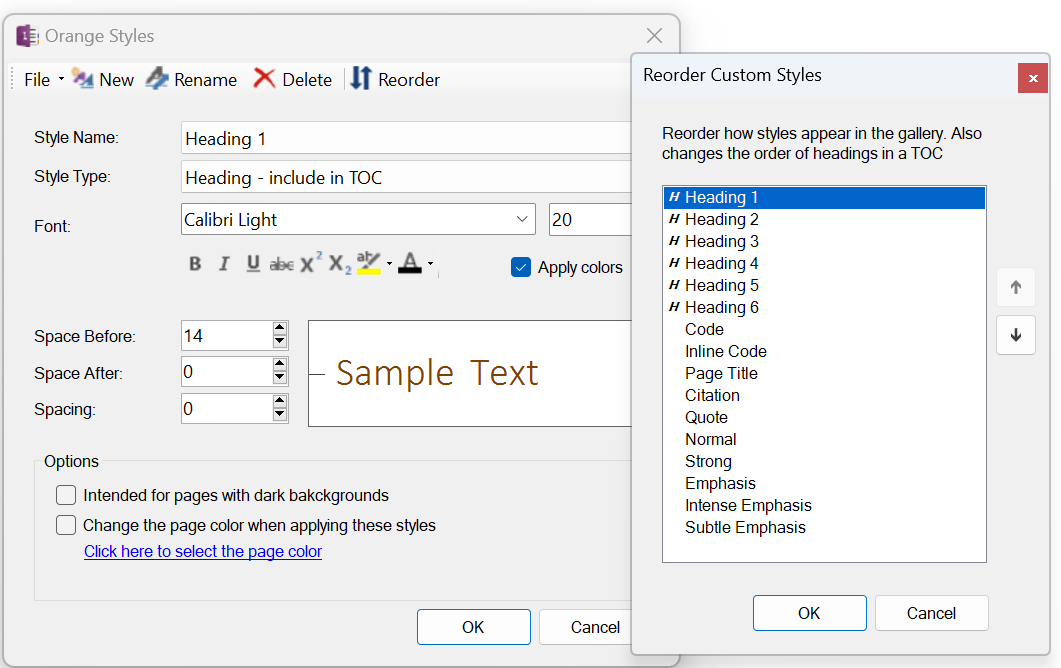 Orange Styles
File New Rename Delete Reorder
Style Name: Heading 1
Style Type: Heading - include in TOC
Font: Calibri Light 20
B I U abc X2 X2 ab A Apply colors
Space Before: 14
Space After: 0
Spacing: 0
Sample Text
Options
Intended for pages with dark bakckgrounds
Change the page color when applying these styles
Click here to select the page color
OK Cancel
Reorder Custom Styles
Reorder how styles appear in the gallery. Also
changes the order of headings in a TOC
H Heading 1
H Heading 2
H Heading 3
H Heading 4
H Heading 5
H Heading 6
Code
Inline Code
Page Title
Citation
Quote
Normal
Strong
Emphasis
Intense Emphasis
Subtle Emphasis
OK Cancel